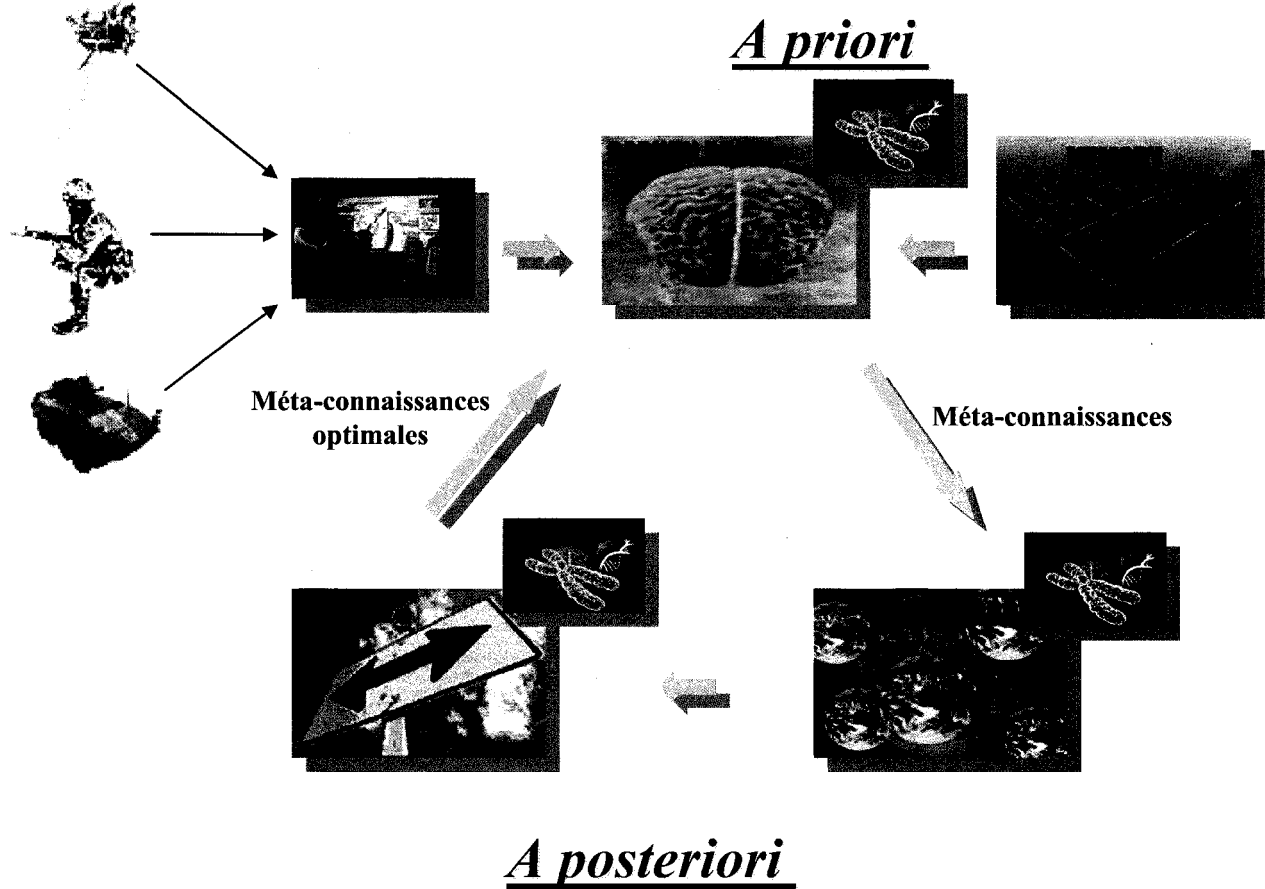 A priori
Méta-connaissances
optimales
Méta-connaissances
A posteriori